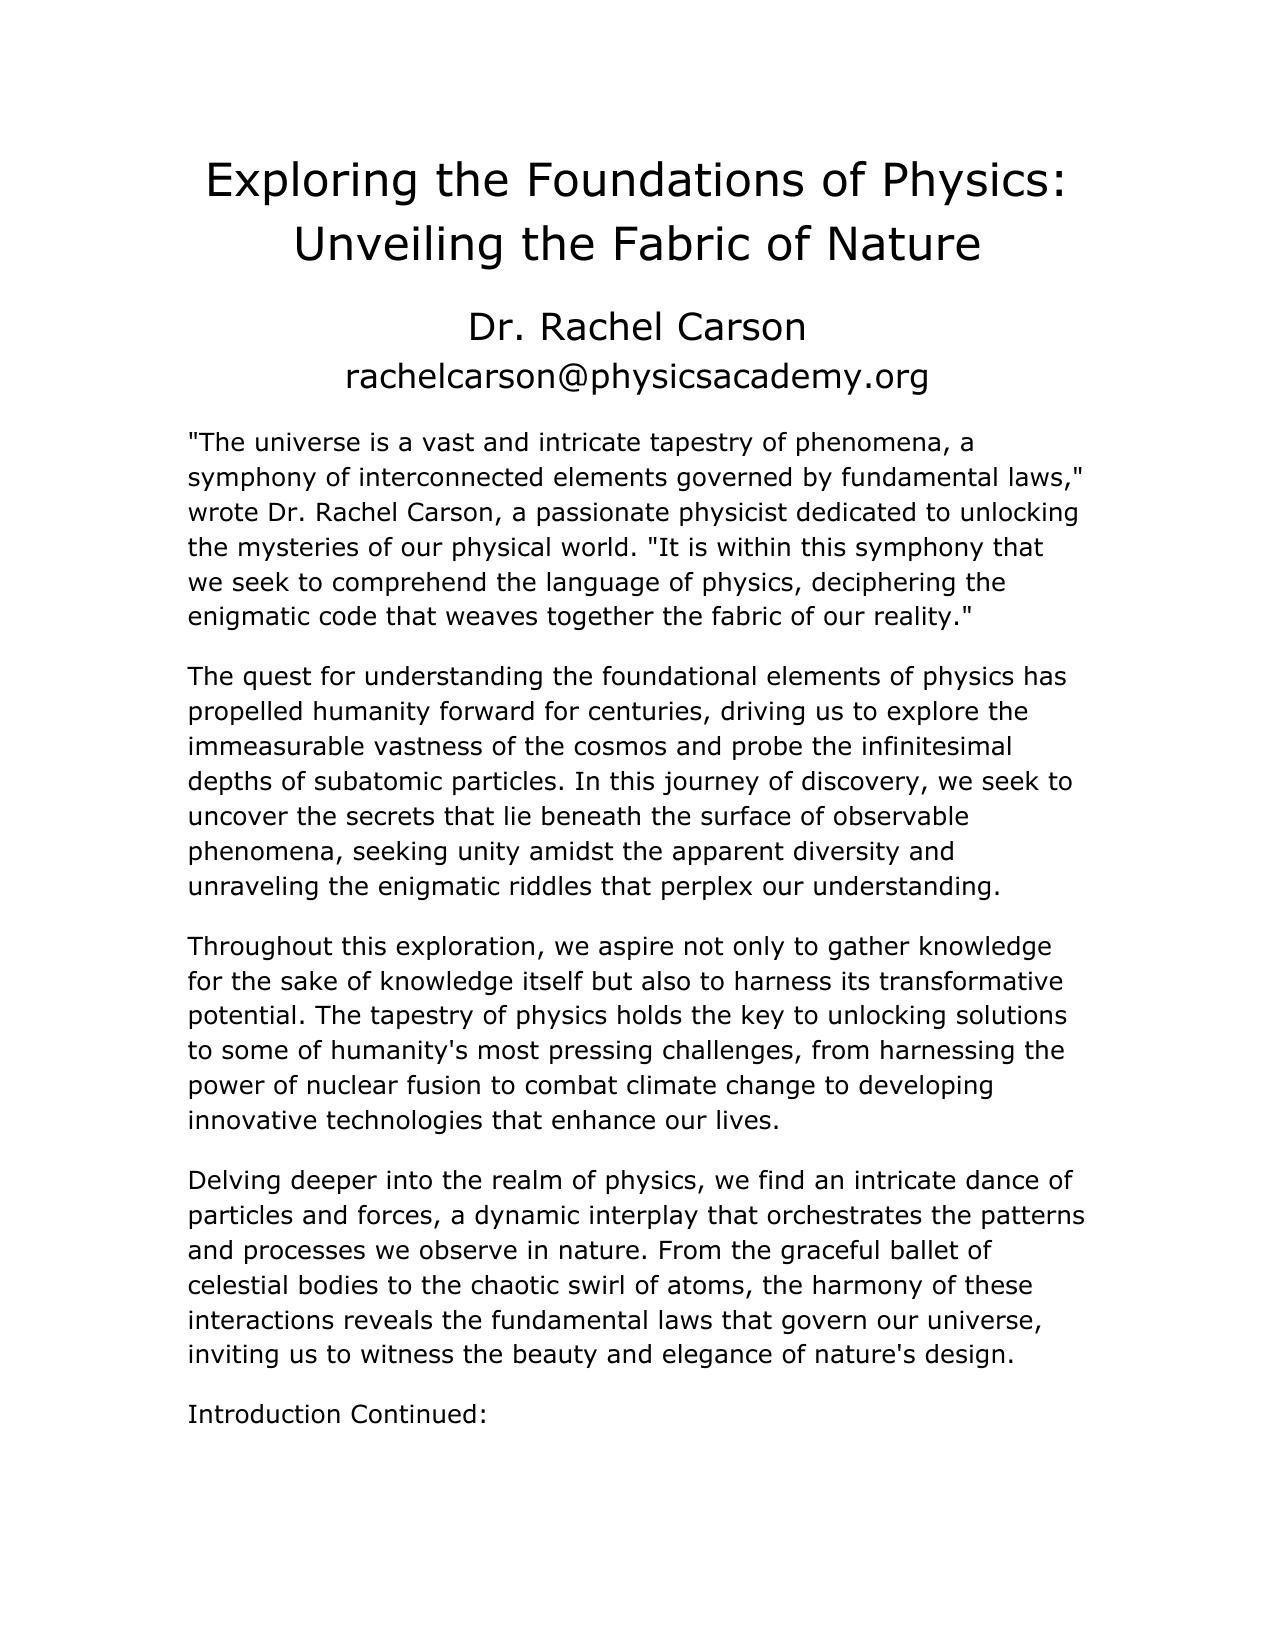 Exploring the Foundations of Physics:
Unveiling the Fabric of Nature
Dr. Rachel Carson
rachelcarson@physicsacademy.org
"The universe is a vast and intricate tapestry of phenomena, a
symphony of interconnected elements governed by fundamental laws,"
wrote Dr. Rachel Carson, a passionate physicist dedicated to unlocking
the mysteries of our physical world. "It is within this symphony that
we seek to comprehend the language of physics, deciphering the
enigmatic code that weaves together the fabric of our reality."
The quest for understanding the foundational elements of physics has
propelled humanity forward for centuries, driving us to explore the
immeasurable vastness of the cosmos and probe the infinitesimal
depths of subatomic particles. In this journey of discovery, we seek to
uncover the secrets that lie beneath the surface of observable
phenomena, seeking unity amidst the apparent diversity and
unraveling the enigmatic riddles that perplex our understanding.
Throughout this exploration, we aspire not only to gather knowledge
for the sake of knowledge itself but also to harness its transformative
potential. The tapestry of physics holds the key to unlocking solutions
to some of humanity's most pressing challenges, from harnessing the
power of nuclear fusion to combat climate change to developing
innovative technologies that enhance our lives.
Delving deeper into the realm of physics, we find an intricate dance of
particles and forces, a dynamic interplay that orchestrates the patterns
and processes we observe in nature. From the graceful ballet of
celestial bodies to the chaotic swirl of atoms, the harmony of these
interactions reveals the fundamental laws that govern our universe,
inviting us to witness the beauty and elegance of nature's design.
Introduction Continued: